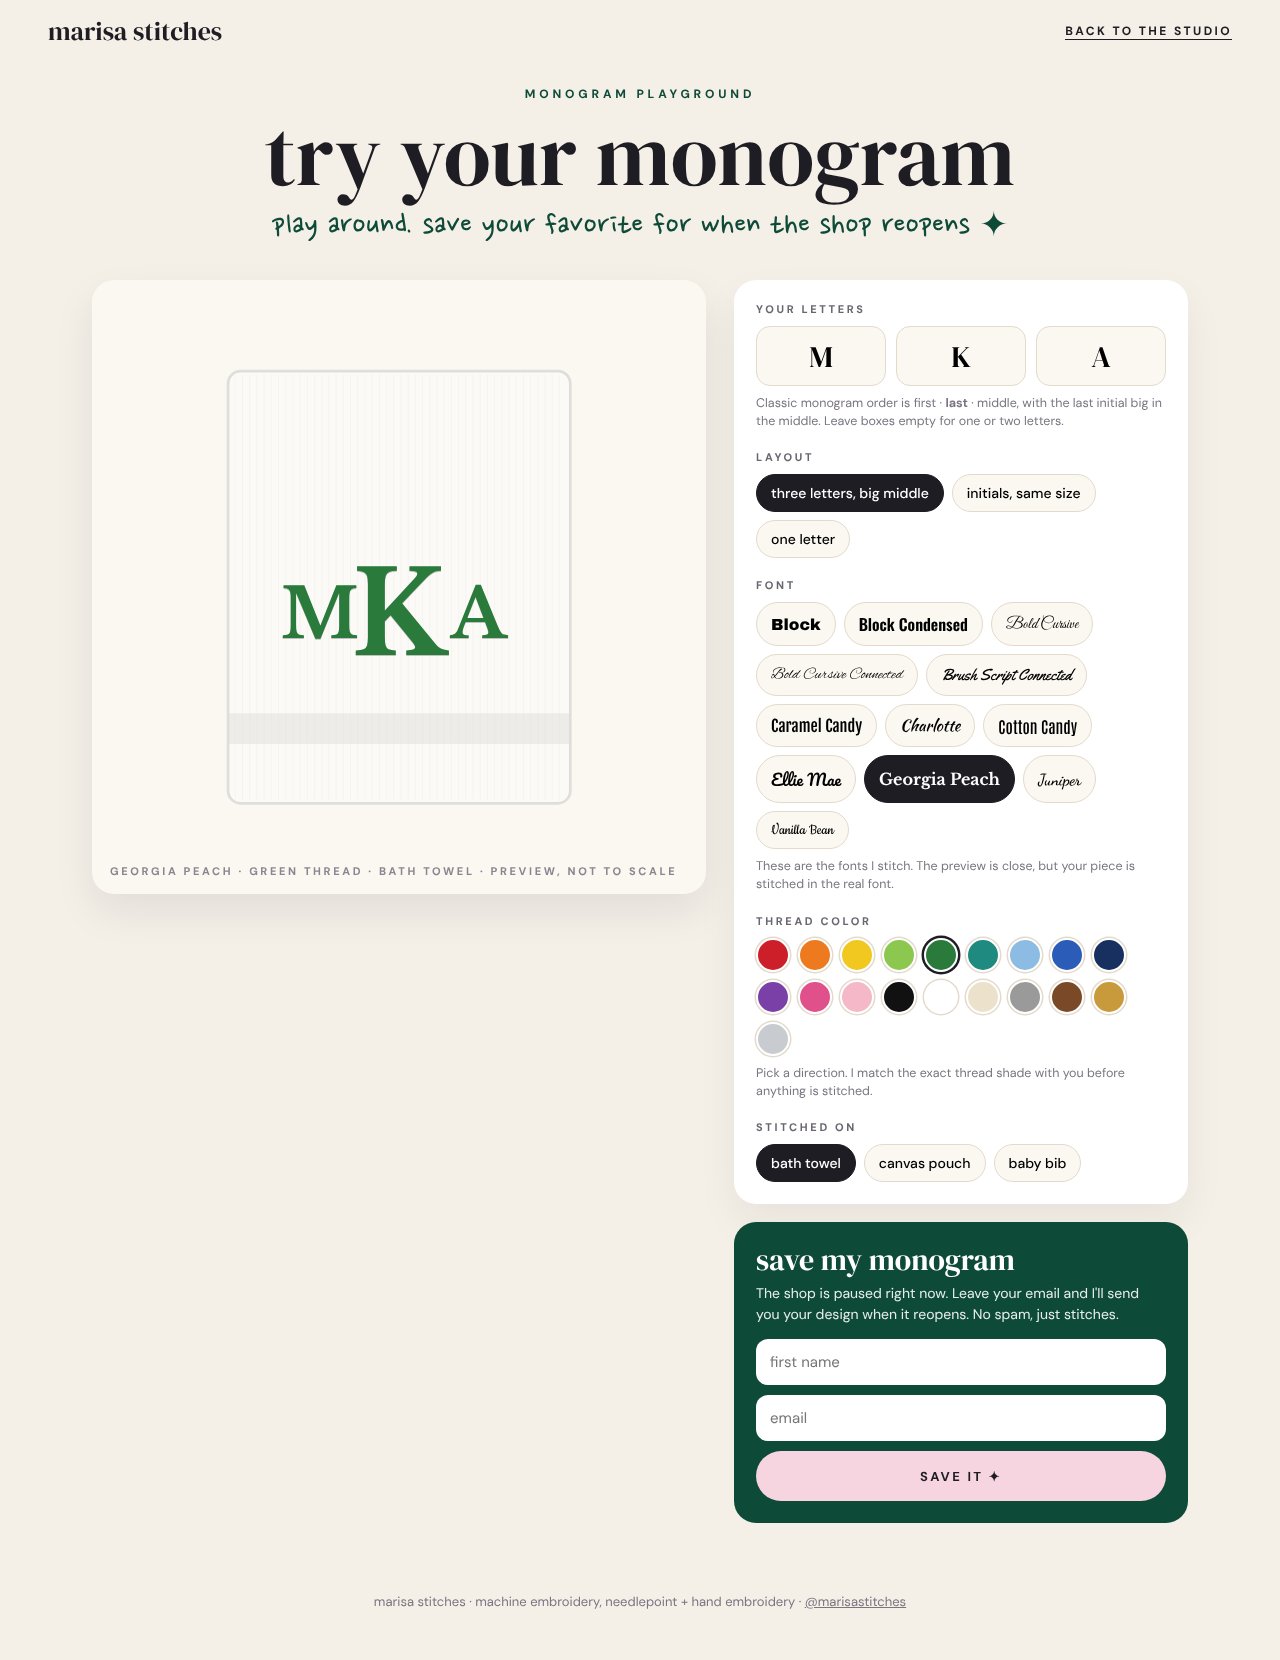 marisa stitches
BACK TO THE STUDIO
MONOGRAM PLAYGROUND
try your monogram
play around. save your favorite for when the shop reopens ✦
MKA
GEORGIA PEACH · GREEN THREAD · BATH TOWEL · PREVIEW, NOT TO SCALE
YOUR LETTERS
M K A
Classic monogram order is first · last · middle, with the last initial big in
the middle. Leave boxes empty for one or two letters.
LAYOUT
three letters, big middle
initials, same size
one letter
FONT
Block
Block Condensed
Bold Cursive
Bold Cursive Connected
Brush Script Connected
Caramel Candy
Charlotte
Cotton Candy
Ellie Mae
Georgia Peach
Juniper
Vanilla Bean
These are the fonts I stitch. The preview is close, but your piece is
stitched in the real font.
THREAD COLOR
Pick a direction. I match the exact thread shade with you before
anything is stitched.
STITCHED ON
bath towel
canvas pouch
baby bib
save my monogram
The shop is paused right now. Leave your email and I'll send
you your design when it reopens. No spam, just stitches.
first name
email
SAVE IT ✦
marisa stitches · machine embroidery, needlepoint + hand embroidery · @marisastitches